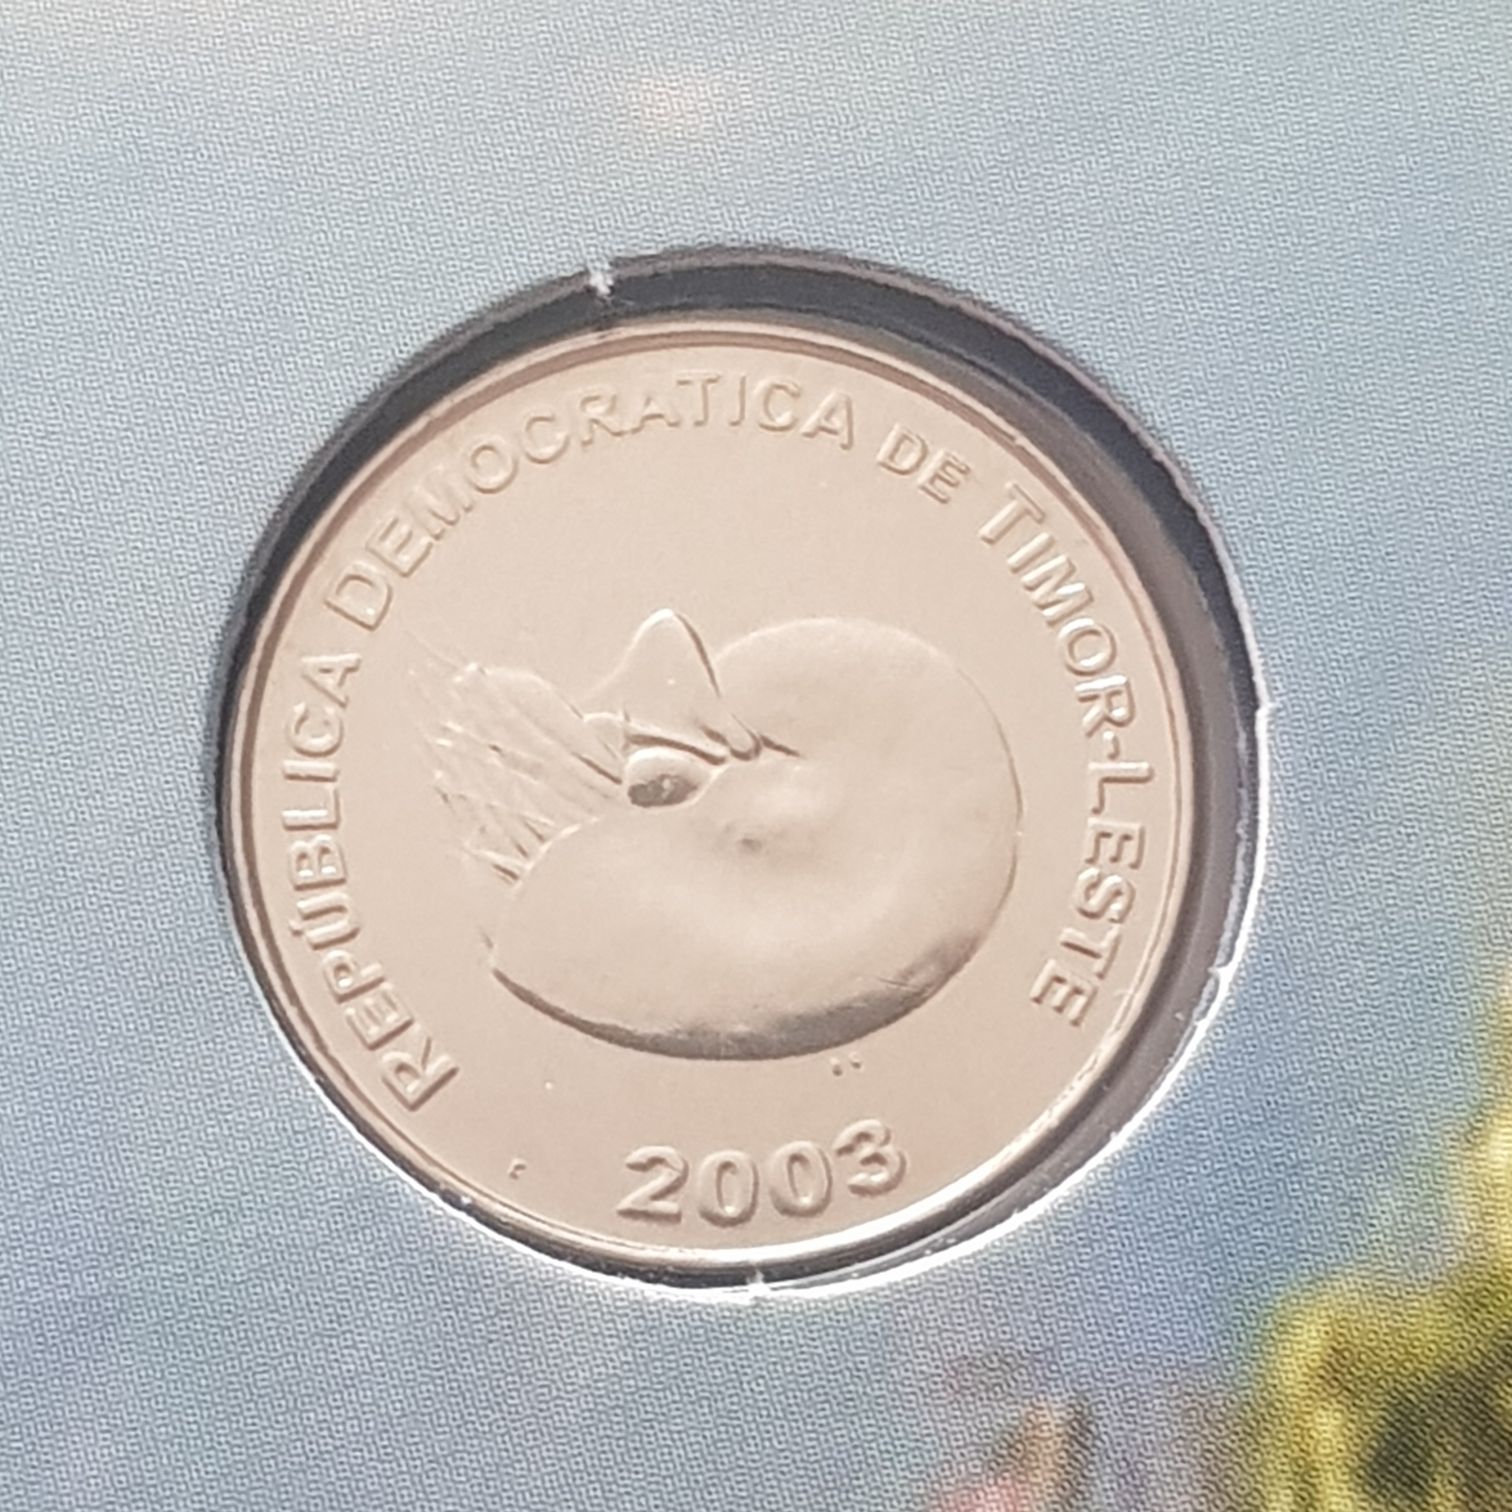 REPÚBLICA DEMOCRATICA DE TIMOR-LESTE
2003